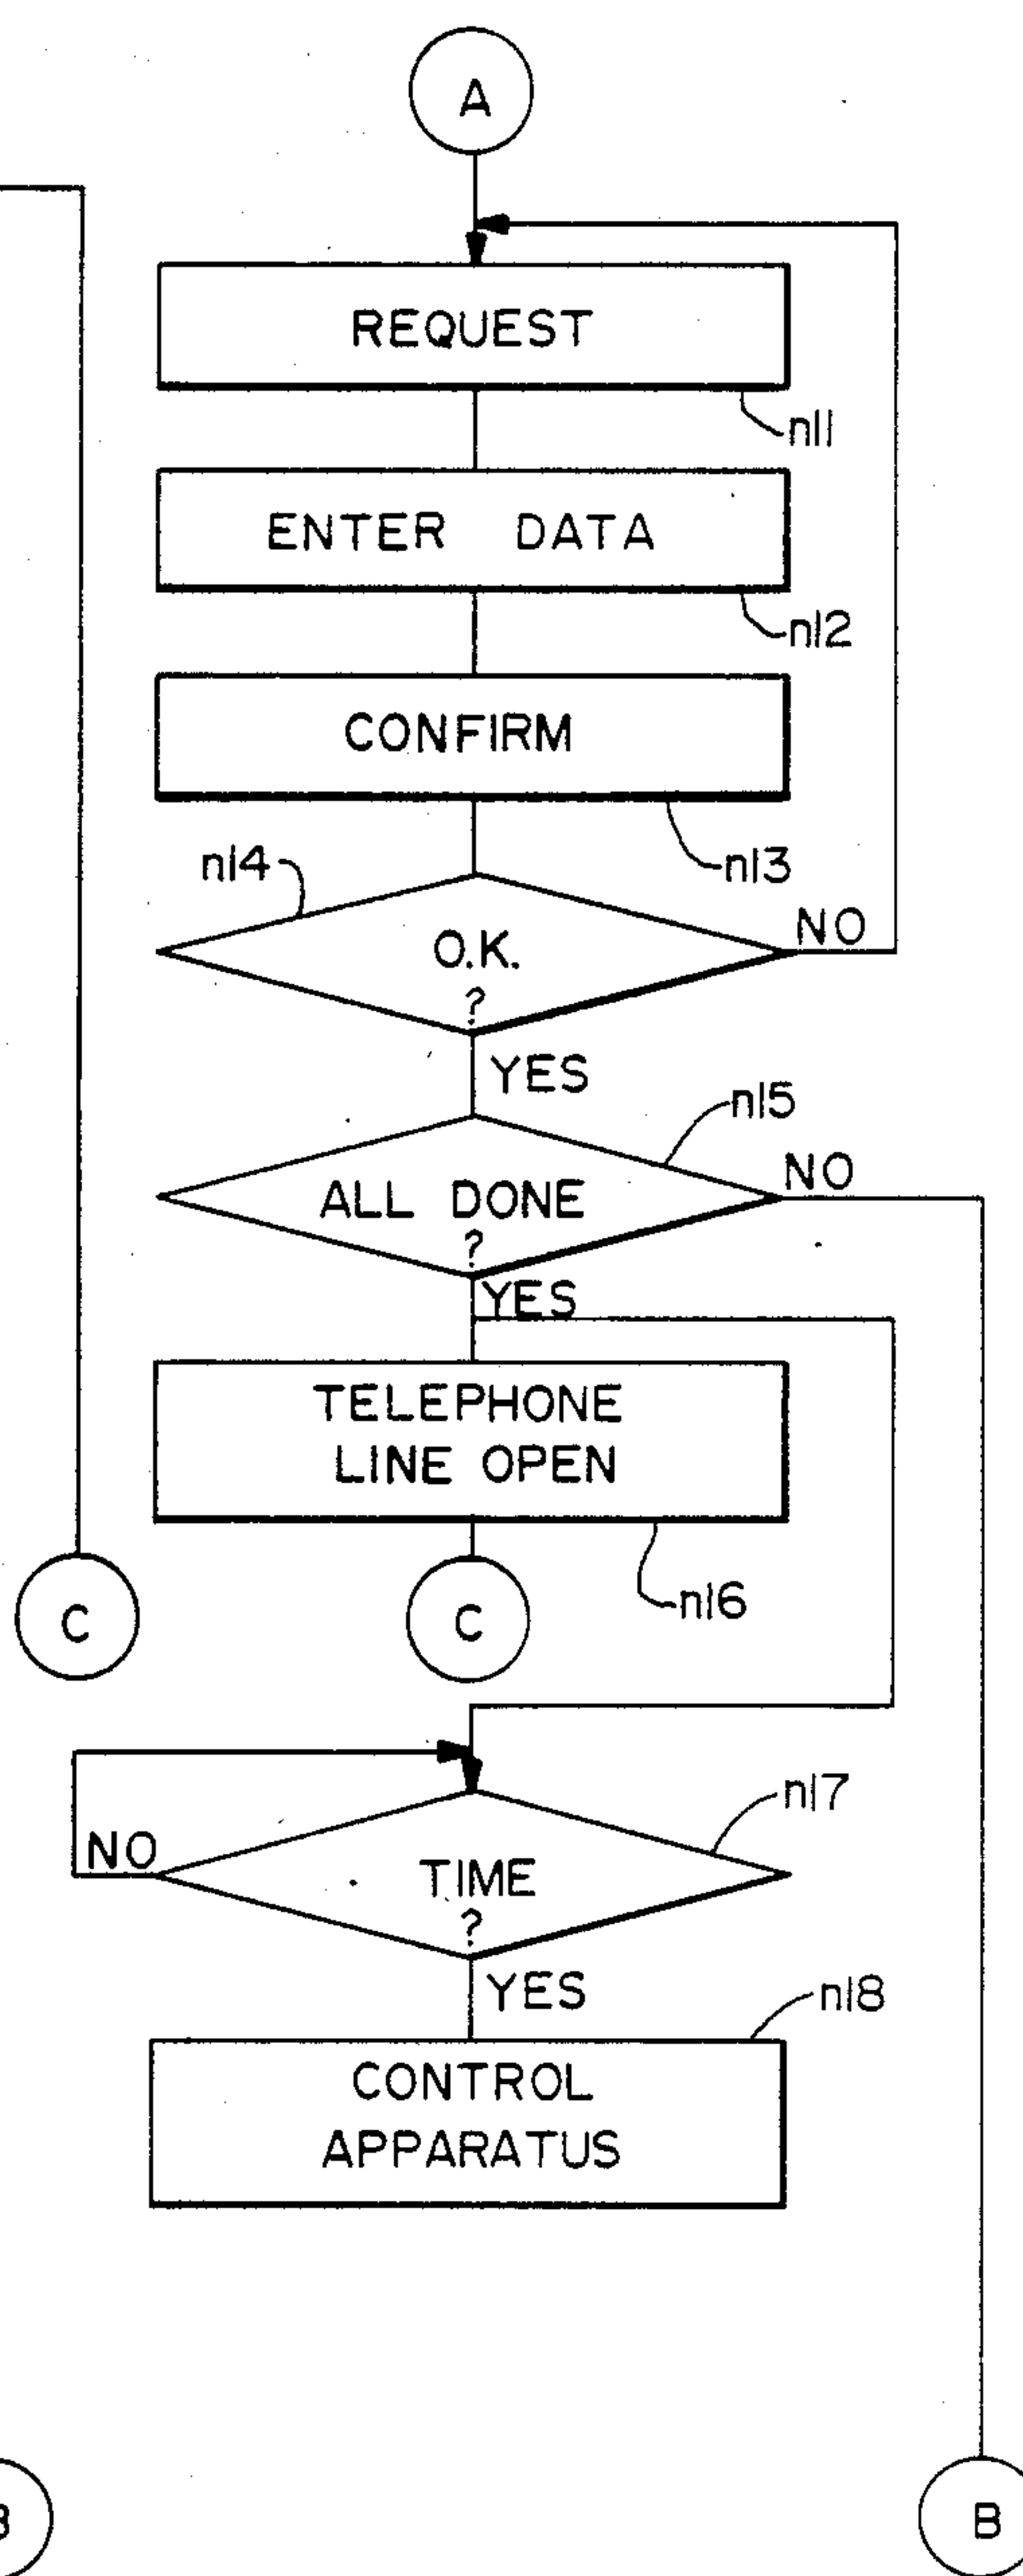 A
REQUEST
n11
ENTER DATA
n12
CONFIRM
n13
n14
O.K.
?
NO
YES
n15
ALL DONE
?
NO
YES
TELEPHONE
LINE OPEN
n16
C
C
n17
NO
TIME
?
YES
n18
CONTROL
APPARATUS
B
B